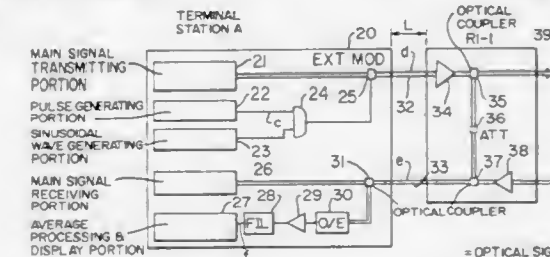 TERMINAL
STATION A
20
L
OPTICAL
COUPLER
R1-1
39
MAIN SIGNAL
TRANSMITTING
PORTION
21
EXT MOD
d
PULSE GENERATING
PORTION
22
24
25
32
34
35
c
SINUSOIDAL
WAVE GENERATING
PORTION
23
36
ATT
MAIN SIGNAL
RECEIVING
PORTION
26
31
e
33
37
38
AVERAGE
PROCESSING &
DISPLAY PORTION
27
28
29
30
FIL
O/E
OPTICAL COUPLER
f
= OPTICAL SIG